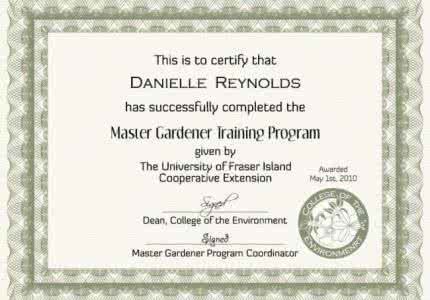 This is to certify that
DANIELLE REYNOLDS
has successfully completed the
Master Gardener Training Program
given by
The University of Fraser Island
Cooperative Extension
Awarded
May 1st, 2010
Signed
Dean, College of the Environment
Signed
Master Gardener Program Coordinator
COLLEGE OF THE
ENVIRONMENT